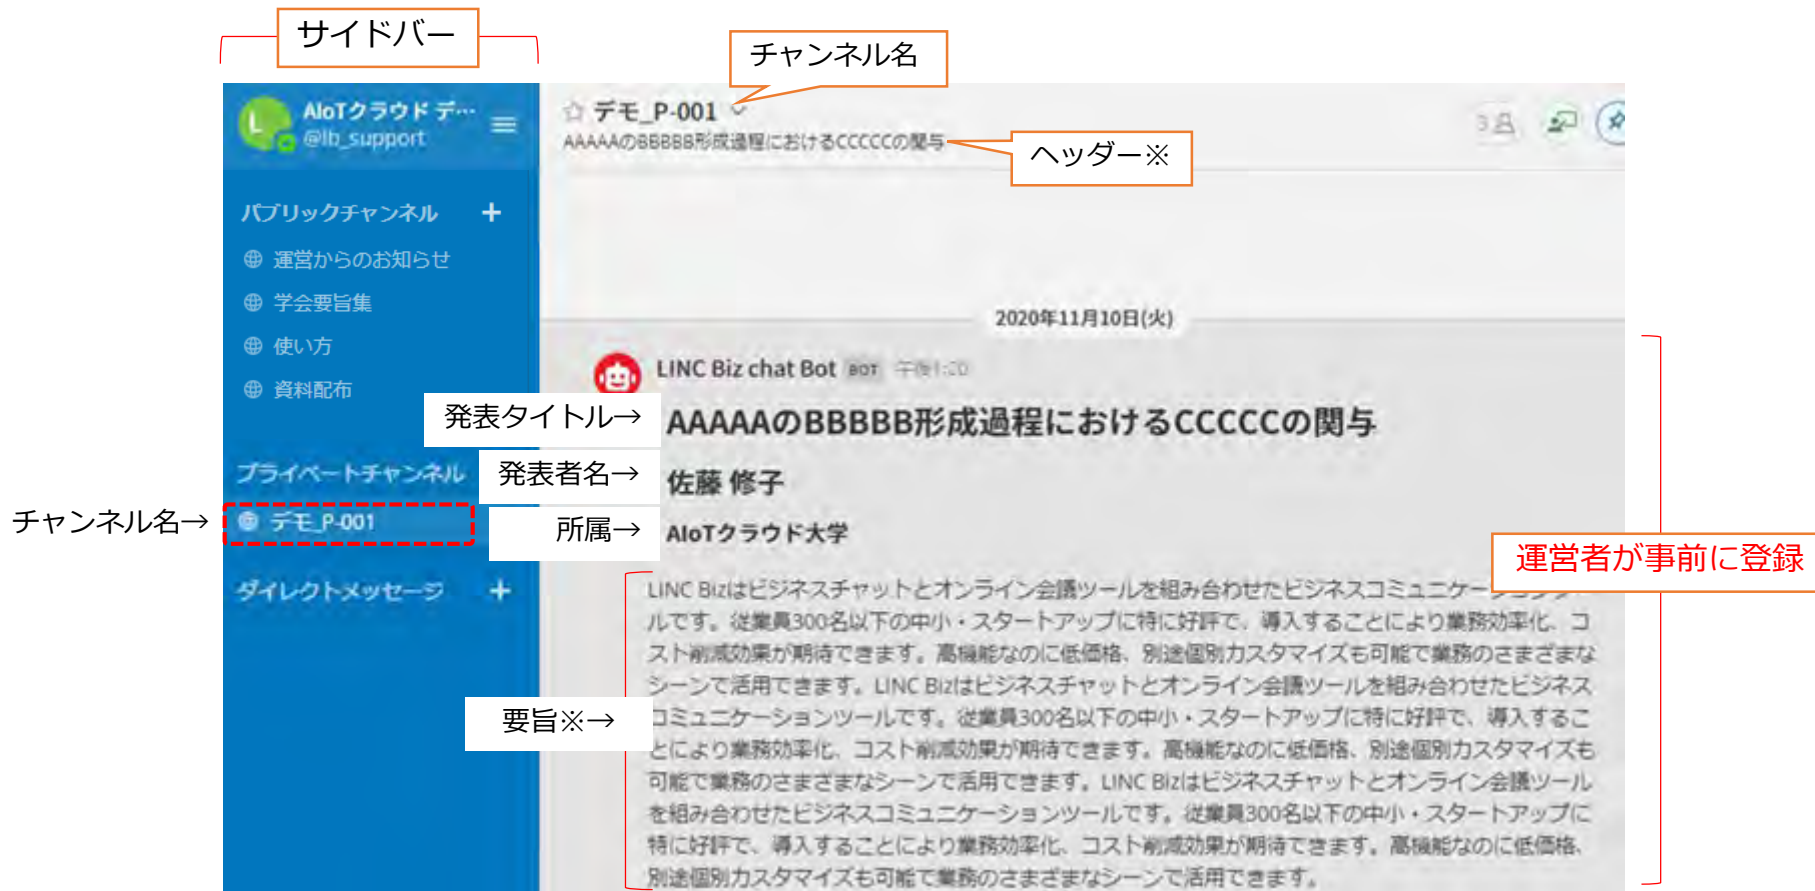 サイドバー
チャンネル名
AIoTクラウド デ…
@lb_support
デモ_P-001
AAAAAのBBBBB形成過程におけるCCCCCの関与
3
ヘッダー※
パブリックチャンネル +
運営からのお知らせ
学会要旨集
使い方
資料配布
プライベートチャンネル
チャンネル名→
デモ_P-001
ダイレクトメッセージ +
2020年11月10日(火)
LINC Biz chat Bot BOT 午後1:20
発表タイトル→ AAAAAのBBBBB形成過程におけるCCCCCの関与
発表者名→ 佐藤 修子
所属→ AIoTクラウド大学
運営者が事前に登録
要旨※→
LINC Bizはビジネスチャットとオンライン会議ツールを組み合わせたビジネスコミュニケー
ルです。従業員300名以下の中小・スタートアップに特に好評で、導入することにより業務効率化、コ
スト削減効果が期待できます。高機能なのに低価格、別途個別カスタマイズも可能で業務のさまざまな
シーンで活用できます。LINC Bizはビジネスチャットとオンライン会議ツールを組み合わせたビジネス
コミュニケーションツールです。従業員300名以下の中小・スタートアップに特に好評で、導入するこ
とにより業務効率化、コスト削減効果が期待できます。高機能なのに低価格、別途個別カスタマイズも
可能で業務のさまざまなシーンで活用できます。LINC Bizはビジネスチャットとオンライン会議ツール
を組み合わせたビジネスコミュニケーションツールです。従業員300名以下の中小・スタートアップに
特に好評で、導入することにより業務効率化、コスト削減効果が期待できます。高機能なのに低価格、
別途個別カスタマイズも可能で業務のさまざまなシーンで活用できます。